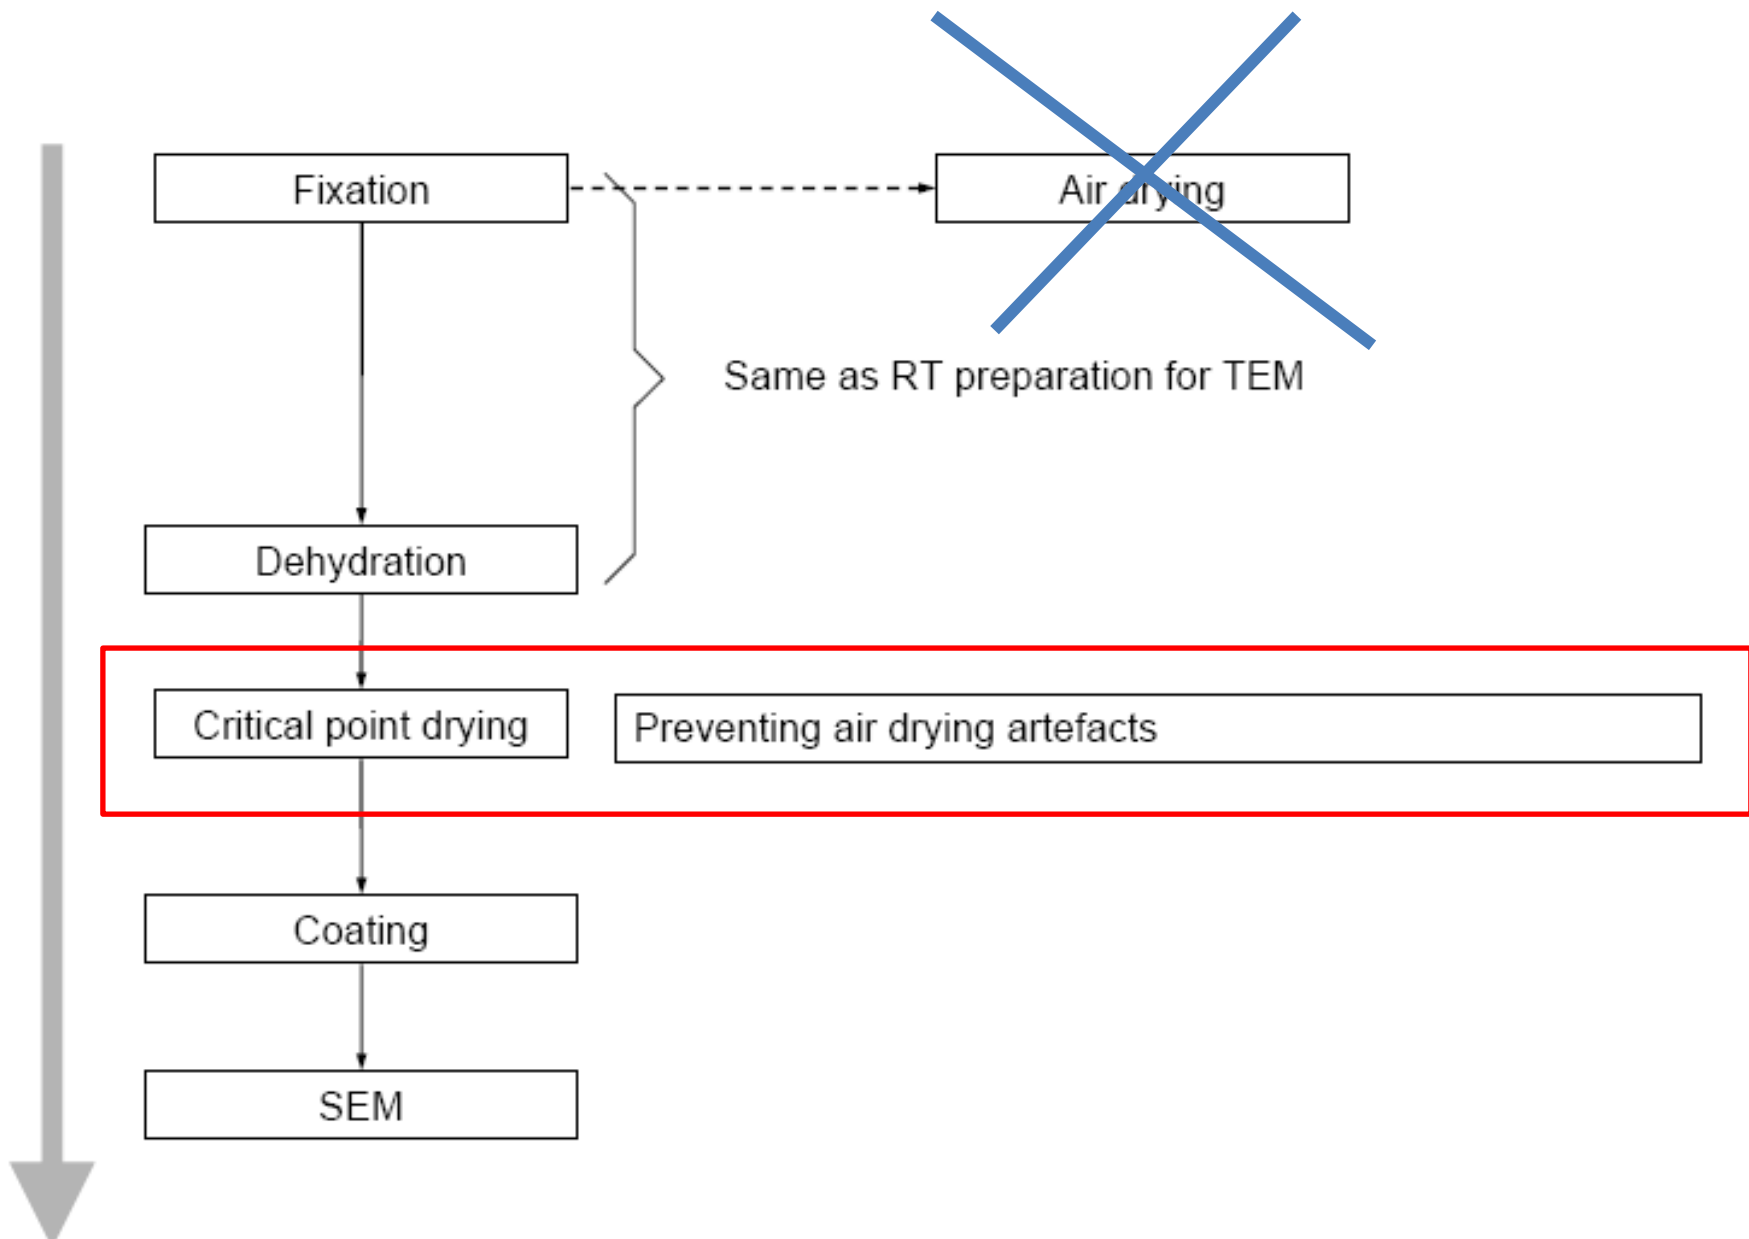 Fixation
Air drying
Same as RT preparation for TEM
Dehydration
Critical point drying
Preventing air drying artefacts
Coating
SEM